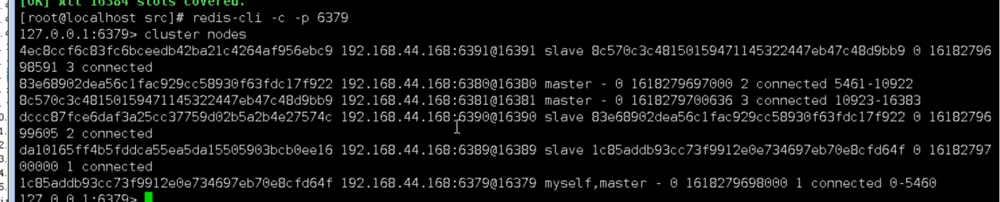 [OK] All 16384 slots covered.
[root@localhost src]# redis-cli -c -p 6379
127.0.0.1:6379> cluster nodes
4ec8ccf6c83fc6bceedb42ba21c4264af956ebc9 192.168.44.168:6391@16391 slave 8c570c3c48150159471145322447eb47c48d9bb9 0 16182796
98591 3 connected
83e68902dea56c1fac929cc58930f63fdc17f922 192.168.44.168:6380@16380 master - 0 1618279697000 2 connected 5461-10922
8c570c3c48150159471145322447eb47c48d9bb9 192.168.44.168:6381@16381 master - 0 1618279700636 3 connected 10923-16383
dccc87fce6daf3a25cc37759d02b5a2b4e27574c 192.168.44.168:6390@16390 slave 83e68902dea56c1fac929cc58930f63fdc17f922 0 16182796
99605 2 connected
da10165ff4b5fddca55ea5da15505903bcb0ee16 192.168.44.168:6389@16389 slave 1c85addb93cc73f9912e0e734697eb70e8cfd64f 0 16182797
00000 1 connected
1c85addb93cc73f9912e0e734697eb70e8cfd64f 192.168.44.168:6379@16379 myself,master - 0 1618279698000 1 connected 0-5460
127.0.0.1:6379>